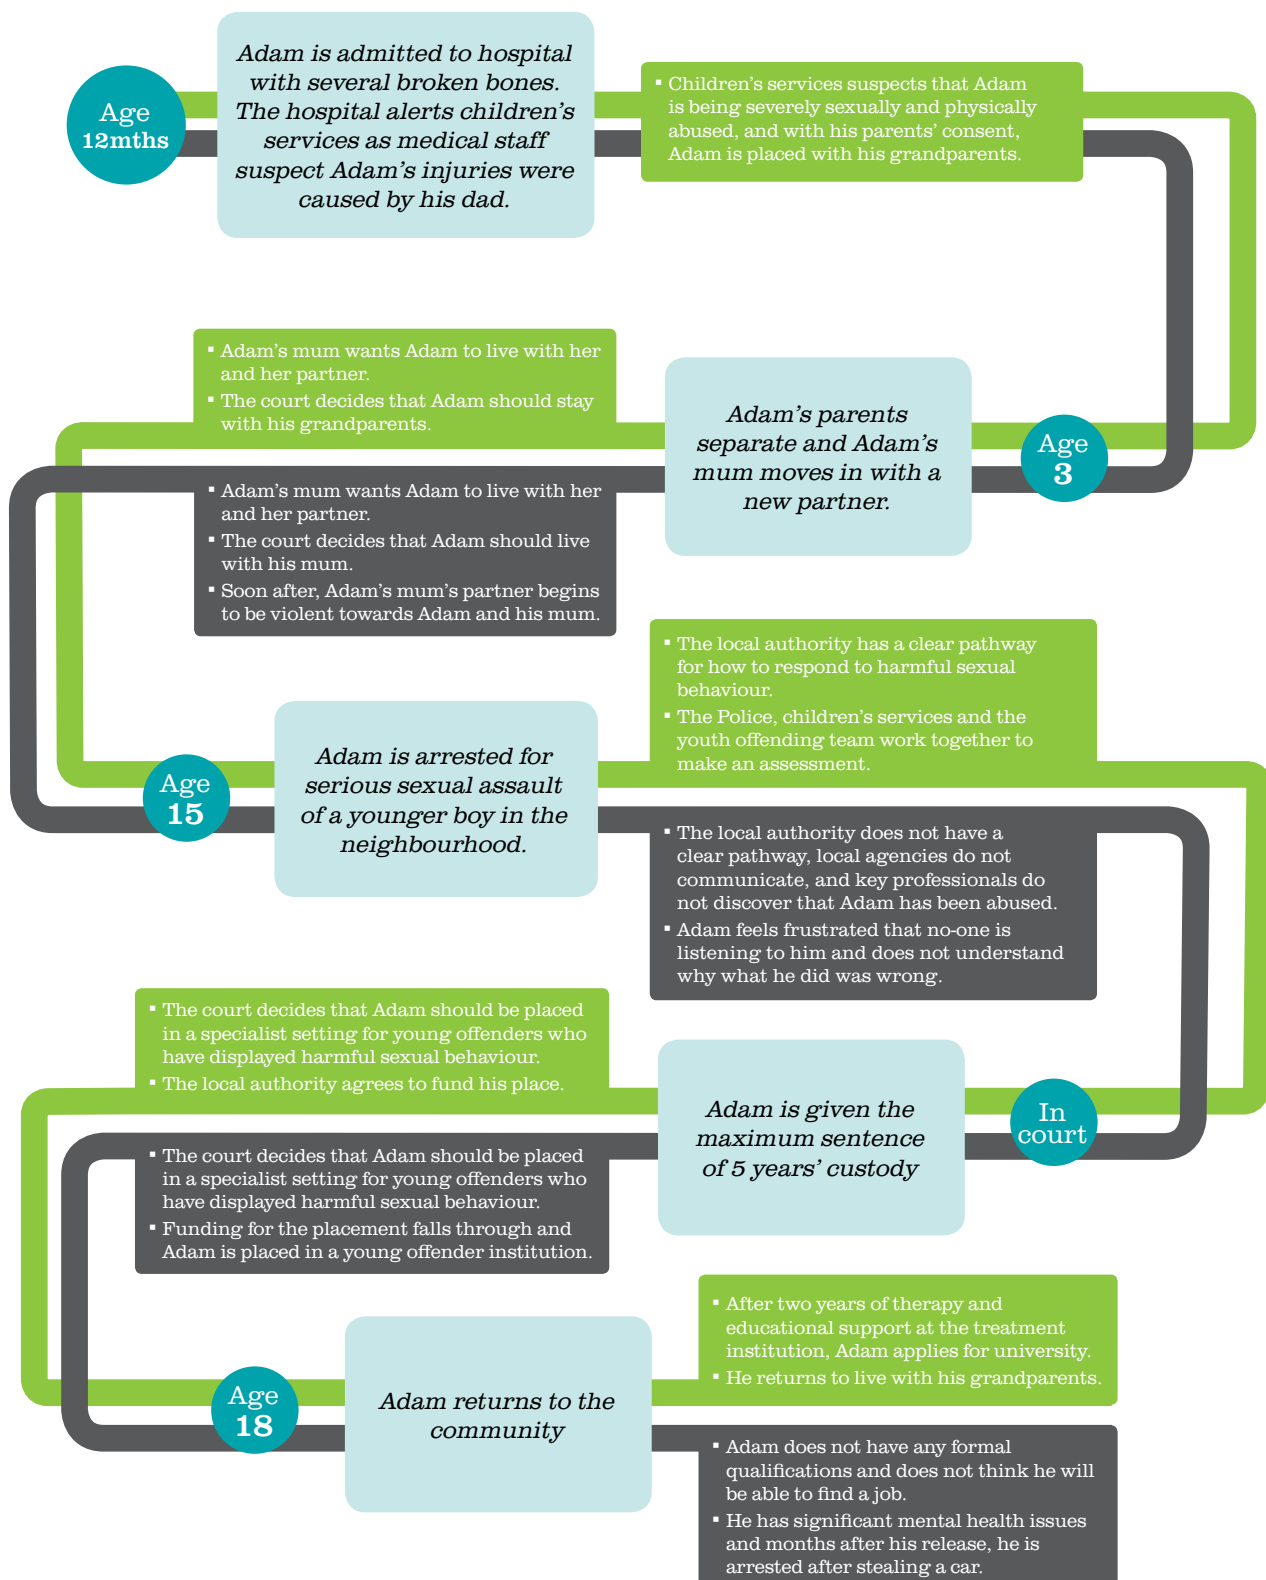 Age
12mths
Adam is admitted to hospital
with several broken bones.
The hospital alerts children’s
services as medical staff
suspect Adam’s injuries were
caused by his dad.
▪ Children’s services suspects that Adam
is being severely sexually and physically
abused, and with his parents’ consent,
Adam is placed with his grandparents.
Age
3
Adam’s parents
separate and Adam’s
mum moves in with a
new partner.
▪ Adam’s mum wants Adam to live with her
and her partner.
▪ The court decides that Adam should stay
with his grandparents.
▪ Adam’s mum wants Adam to live with her
and her partner.
▪ The court decides that Adam should live
with his mum.
▪ Soon after, Adam’s mum’s partner begins
to be violent towards Adam and his mum.
Age
15
Adam is arrested for
serious sexual assault
of a younger boy in the
neighbourhood.
▪ The local authority has a clear pathway
for how to respond to harmful sexual
behaviour.
▪ The Police, children’s services and the
youth offending team work together to
make an assessment.
▪ The local authority does not have a
clear pathway, local agencies do not
communicate, and key professionals do
not discover that Adam has been abused.
▪ Adam feels frustrated that no-one is
listening to him and does not understand
why what he did was wrong.
In
court
Adam is given the
maximum sentence
of 5 years’ custody
▪ The court decides that Adam should be placed
in a specialist setting for young offenders who
have displayed harmful sexual behaviour.
▪ The local authority agrees to fund his place.
▪ The court decides that Adam should be placed
in a specialist setting for young offenders who
have displayed harmful sexual behaviour.
▪ Funding for the placement falls through and
Adam is placed in a young offender institution.
Age
18
Adam returns to the
community
▪ After two years of therapy and
educational support at the treatment
institution, Adam applies for university.
▪ He returns to live with his grandparents.
▪ Adam does not have any formal
qualifications and does not think he will
be able to find a job.
▪ He has significant mental health issues
and months after his release, he is
arrested after stealing a car.